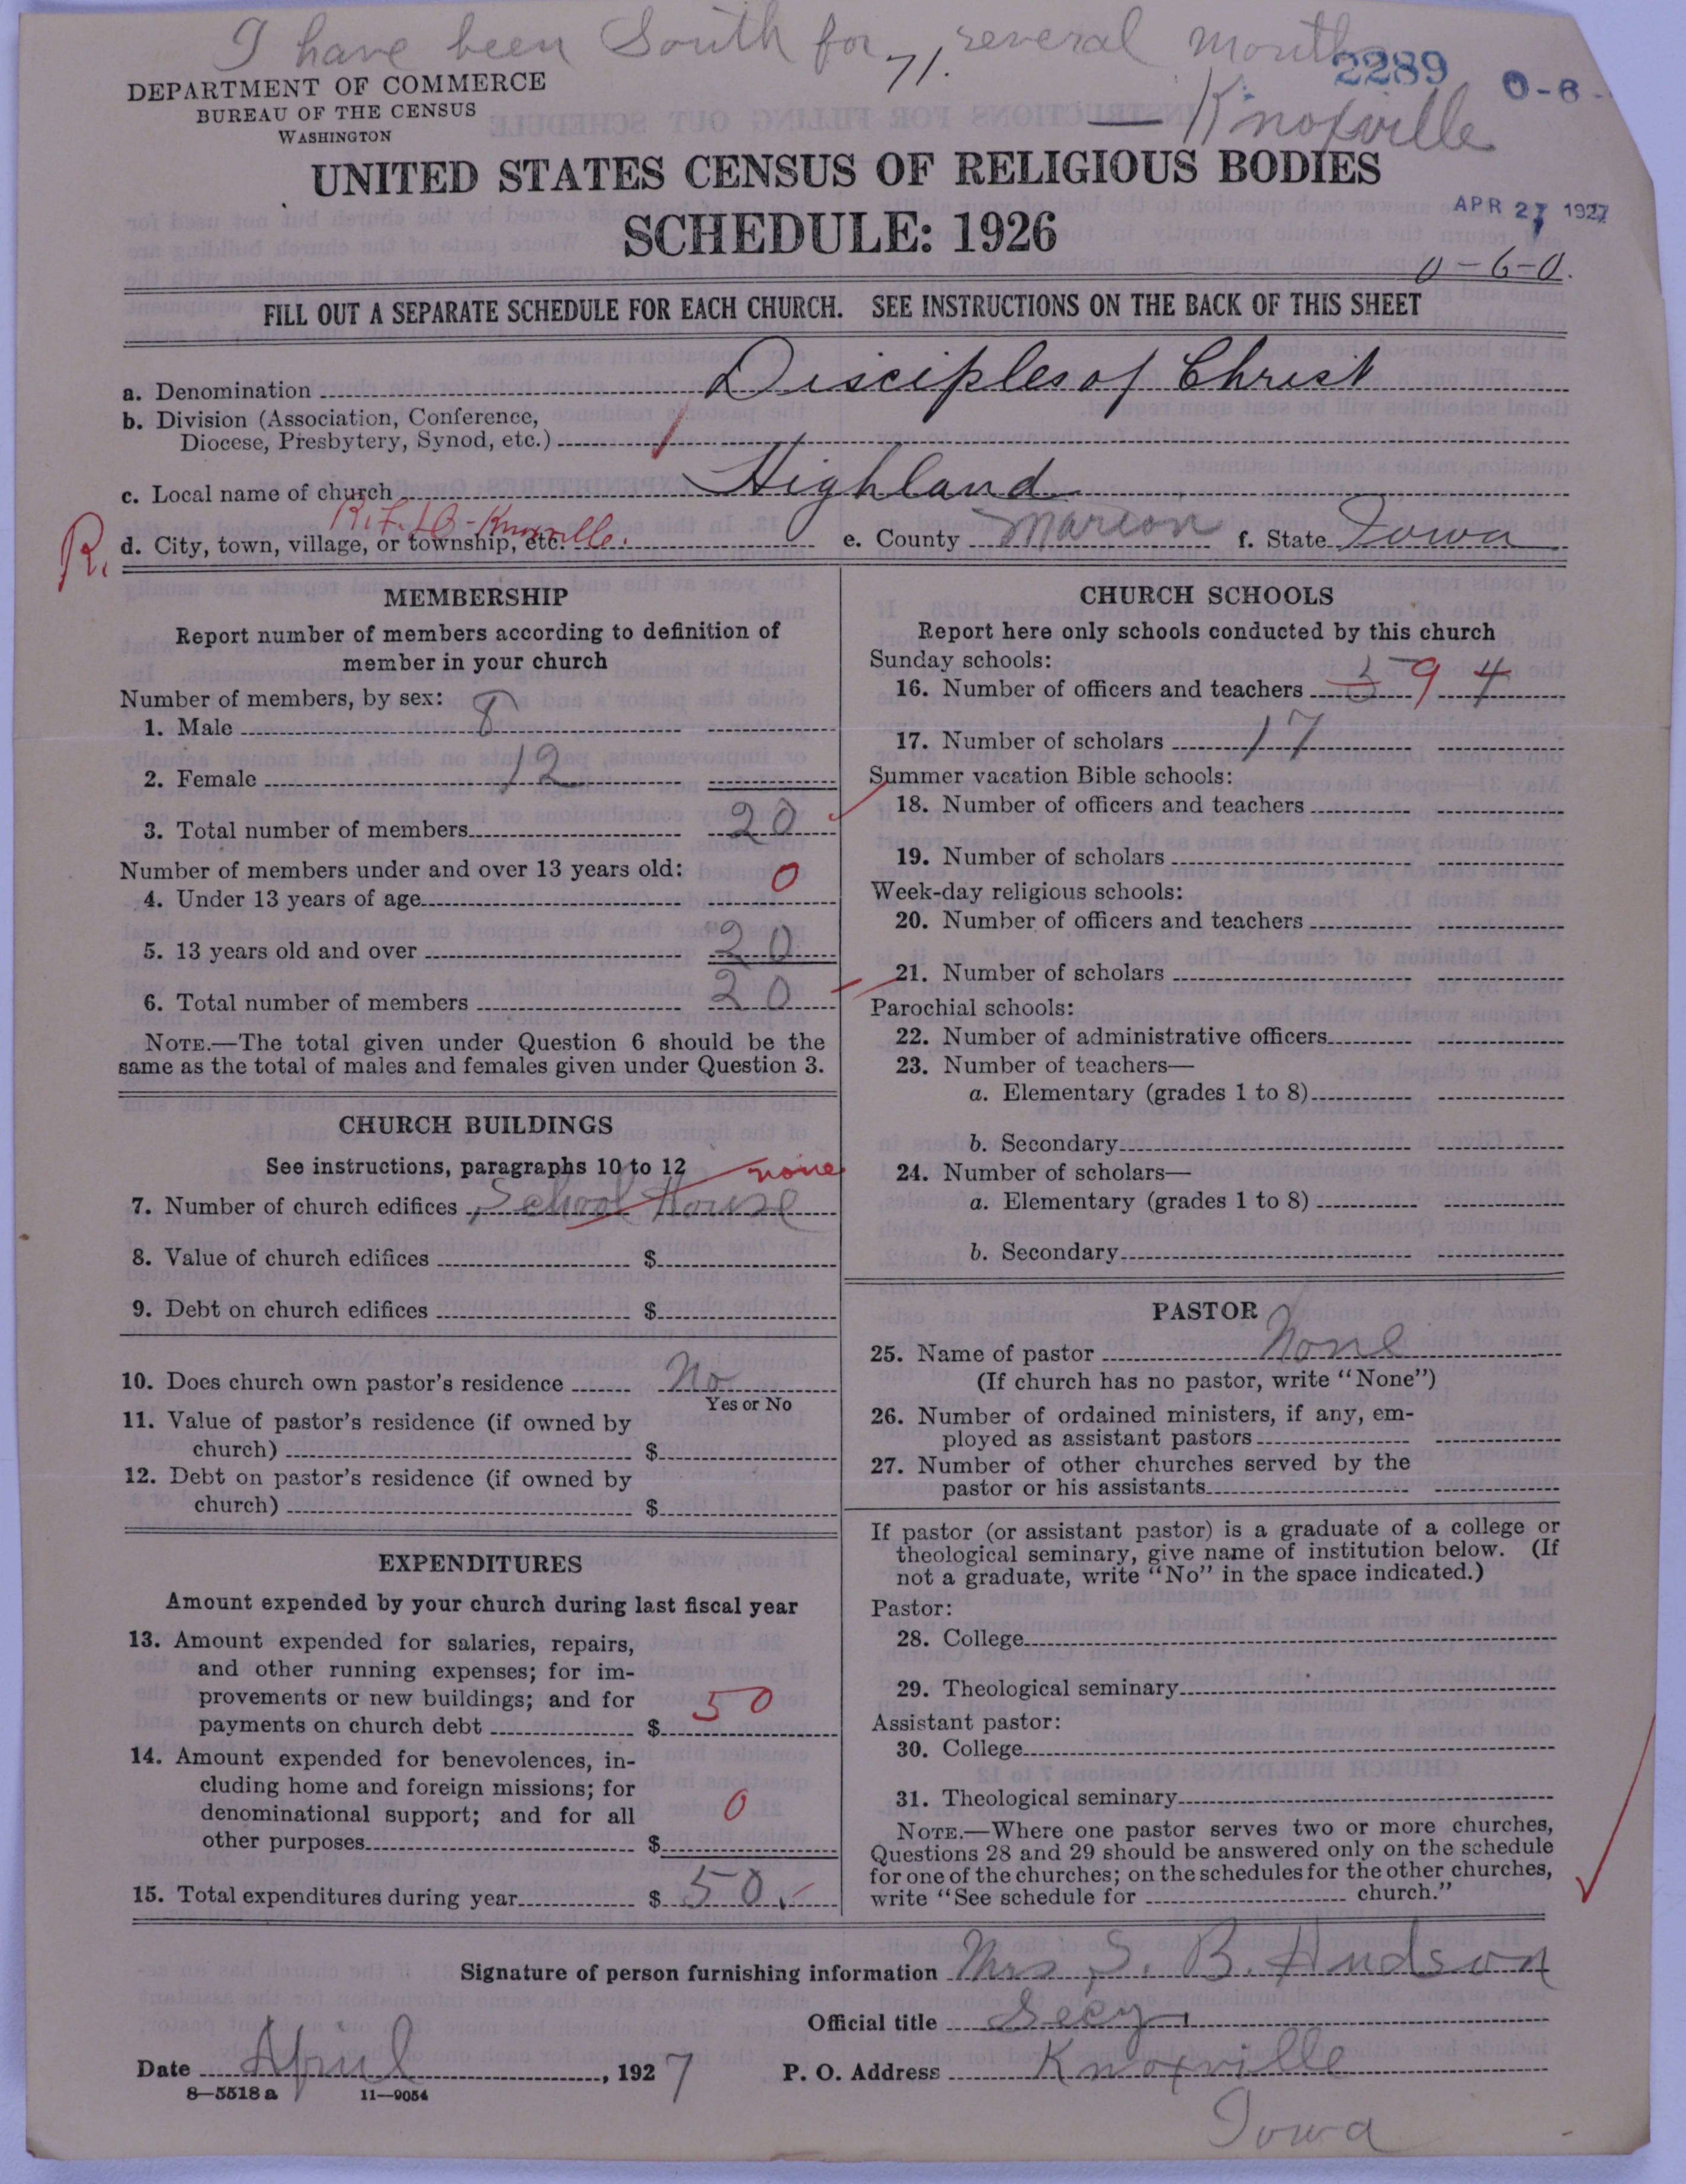 I have been South for several months
71.
2289
0-6-
— Knoxville
DEPARTMENT OF COMMERCE
BUREAU OF THE CENSUS
WASHINGTON
UNITED STATES CENSUS OF RELIGIOUS BODIES
SCHEDULE: 1926
APR 27 1927
0-6-0.
FILL OUT A SEPARATE SCHEDULE FOR EACH CHURCH. SEE INSTRUCTIONS ON THE BACK OF THIS SHEET
a. Denomination Disciples of Christ
b. Division (Association, Conference,
Diocese, Presbytery, Synod, etc.)
c. Local name of church Highland
R.F.D-Knoxville.
R.
d. City, town, village, or township, etc. e. County Marion f. State Iowa
MEMBERSHIP
Report number of members according to definition of
member in your church
Number of members, by sex:
1. Male 8
2. Female 12
3. Total number of members 20
Number of members under and over 13 years old:
4. Under 13 years of age 0
5. 13 years old and over 20
6. Total number of members 20
NOTE.—The total given under Question 6 should be the
same as the total of males and females given under Question 3.
CHURCH BUILDINGS
See instructions, paragraphs 10 to 12
none
7. Number of church edifices School House
8. Value of church edifices $
9. Debt on church edifices $
10. Does church own pastor's residence No
Yes or No
11. Value of pastor's residence (if owned by
church) $
12. Debt on pastor's residence (if owned by
church) $
EXPENDITURES
Amount expended by your church during last fiscal year
13. Amount expended for salaries, repairs,
and other running expenses; for im-
provements or new buildings; and for
payments on church debt $ 50
14. Amount expended for benevolences, in-
cluding home and foreign missions; for
denominational support; and for all
other purposes $ 0
15. Total expenditures during year $ 50.
CHURCH SCHOOLS
Report here only schools conducted by this church
Sunday schools:
16. Number of officers and teachers 3 9 4
17. Number of scholars 17
Summer vacation Bible schools:
18. Number of officers and teachers
19. Number of scholars
Week-day religious schools:
20. Number of officers and teachers
21. Number of scholars
Parochial schools:
22. Number of administrative officers
23. Number of teachers—
a. Elementary (grades 1 to 8)
b. Secondary
24. Number of scholars—
a. Elementary (grades 1 to 8)
b. Secondary
PASTOR
25. Name of pastor None
(If church has no pastor, write "None")
26. Number of ordained ministers, if any, em-
ployed as assistant pastors
27. Number of other churches served by the
pastor or his assistants
If pastor (or assistant pastor) is a graduate of a college or
theological seminary, give name of institution below. (If
not a graduate, write "No" in the space indicated.)
Pastor:
28. College
29. Theological seminary
Assistant pastor:
30. College
31. Theological seminary
NOTE.—Where one pastor serves two or more churches,
Questions 28 and 29 should be answered only on the schedule
for one of the churches; on the schedules for the other churches,
write "See schedule for church."
Signature of person furnishing information Mrs S. B. Hudson
Official title Secy
Date April, 1927 P. O. Address Knoxville
8—5518 a 11—9054
Iowa